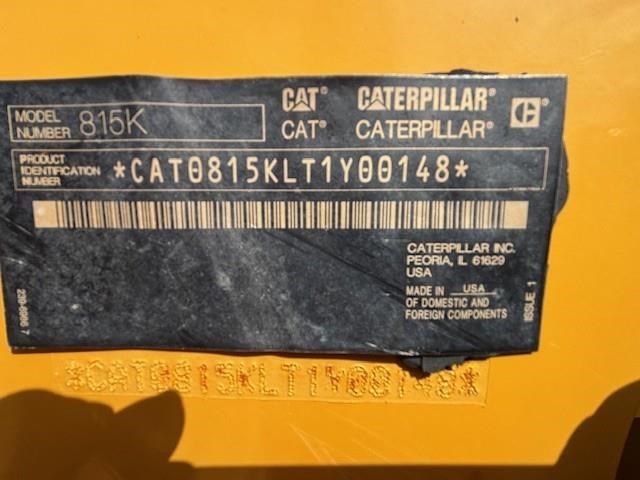 MODEL NUMBER 815K
CAT® CATERPILLAR®
CAT® CATERPILLAR®
PRODUCT IDENTIFICATION NUMBER *CAT0815KLT1Y00148*
CATERPILLAR INC.
PEORIA, IL 61629
USA
MADE IN USA
OF DOMESTIC AND
FOREIGN COMPONENTS
ISSUE 1
*CAT0815KLT1Y00148*